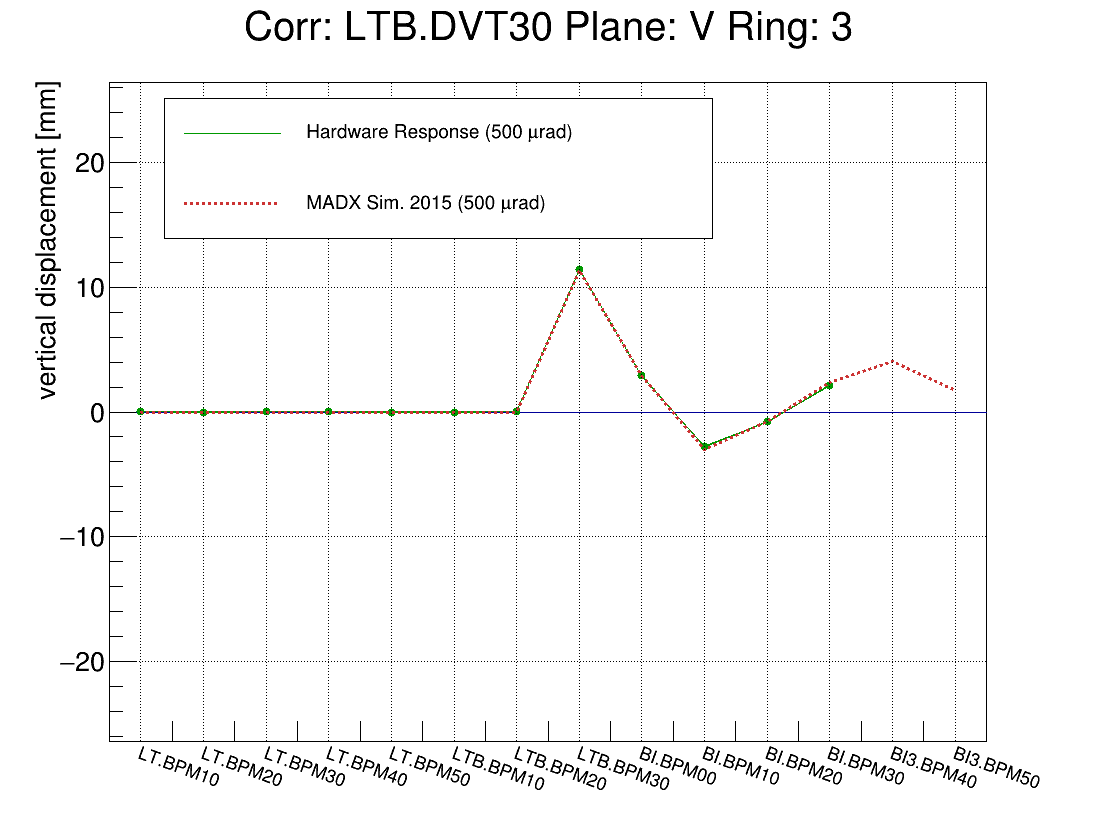 Corr: LTB.DVT30 Plane: V Ring: 3
vertical displacement [mm]
Hardware Response (500 μrad)
MADX Sim. 2015 (500 μrad)
20
10
0
−10
−20
LT.BPM10
LT.BPM20
LT.BPM30
LT.BPM40
LT.BPM50
LTB.BPM10
LTB.BPM20
LTB.BPM30
BI.BPM00
BI.BPM10
BI.BPM20
BI.BPM30
BI3.BPM40
BI3.BPM50